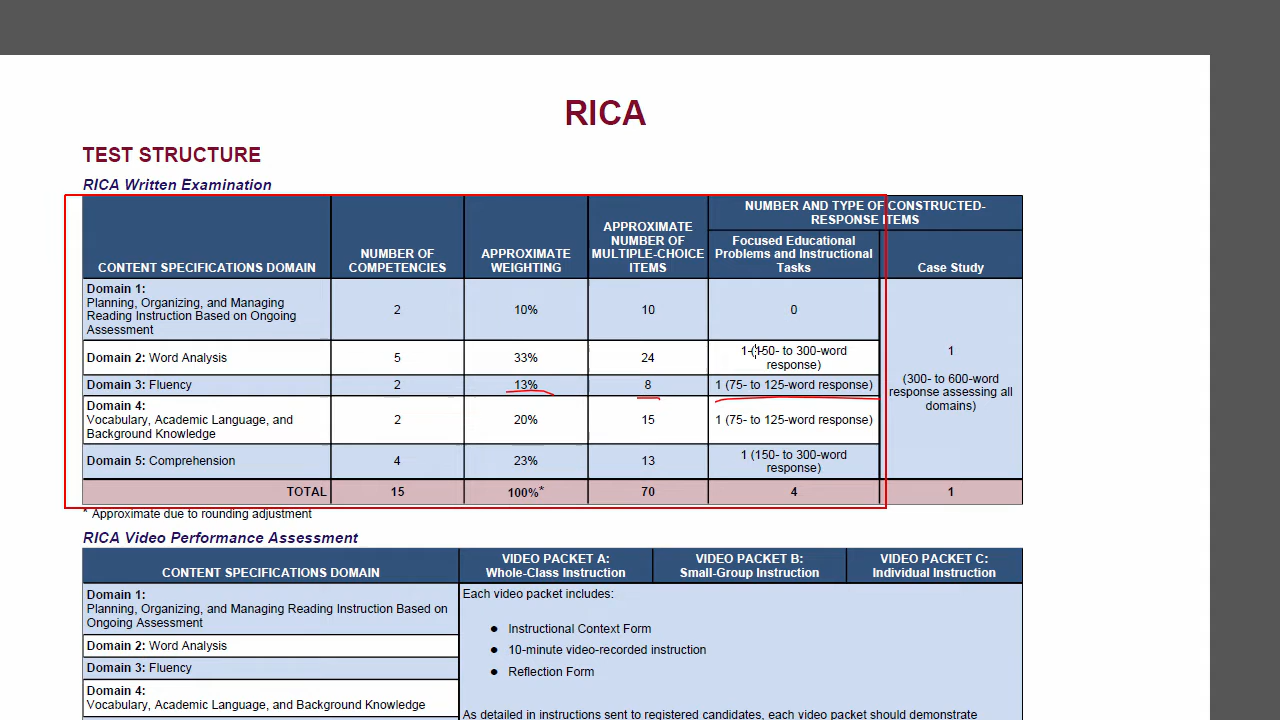 RICA
TEST STRUCTURE
RICA Written Examination
CONTENT SPECIFICATIONS DOMAIN
NUMBER OF
COMPETENCIES
APPROXIMATE
WEIGHTING
APPROXIMATE
NUMBER OF
MULTIPLE-CHOICE
ITEMS
NUMBER AND TYPE OF CONSTRUCTED-
RESPONSE ITEMS
Focused Educational
Problems and Instructional
Tasks
Case Study
Domain 1:
Planning, Organizing, and Managing
Reading Instruction Based on Ongoing
Assessment
2
10%
10
0
Domain 2: Word Analysis
5
33%
24
1 (150- to 300-word
response)
Domain 3: Fluency
2
13%
8
1 (75- to 125-word response)
Domain 4:
Vocabulary, Academic Language, and
Background Knowledge
2
20%
15
1 (75- to 125-word response)
Domain 5: Comprehension
4
23%
13
1 (150- to 300-word
response)
1
(300- to 600-word
response assessing all
domains)
TOTAL
15
100%*
70
4
1
* Approximate due to rounding adjustment
RICA Video Performance Assessment
CONTENT SPECIFICATIONS DOMAIN
VIDEO PACKET A:
Whole-Class Instruction
VIDEO PACKET B:
Small-Group Instruction
VIDEO PACKET C:
Individual Instruction
Domain 1:
Planning, Organizing, and Managing Reading Instruction Based on
Ongoing Assessment
Domain 2: Word Analysis
Domain 3: Fluency
Domain 4:
Vocabulary, Academic Language, and Background Knowledge
Each video packet includes:
● Instructional Context Form
● 10-minute video-recorded instruction
● Reflection Form
As detailed in instructions sent to registered candidates, each video packet should demonstrate